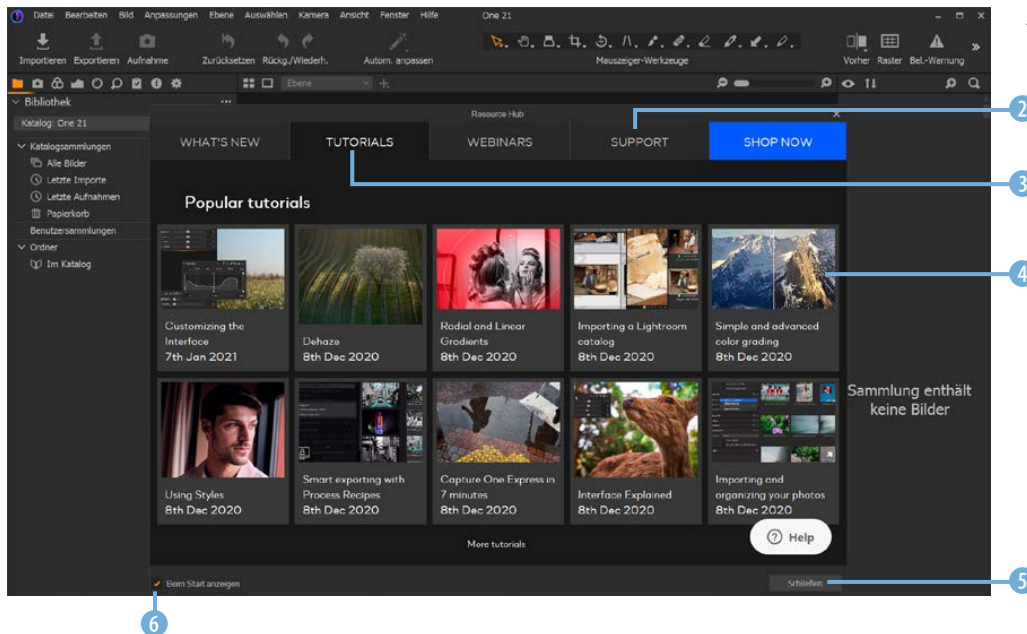 Datei Bearbeiten Bild Anpassungen Ebene Auswählen Kamera Ansicht Fenster Hilfe One 21
Importieren Exportieren Aufnahme Zurücksetzen Rückg./Wiederh. Autom. anpassen Mauszeiger-Werkzeuge Vorher Raster Bel.-Warnung
Bibliothek
Ebene
Katalog: One 21
Katalogsammlungen
Alle Bilder
Letzte Importe
Letzte Aufnahmen
Papierkorb
Benutzersammlungen
Ordner
Im Katalog
Resource Hub
WHAT'S NEW TUTORIALS WEBINARS SUPPORT SHOP NOW
Popular tutorials
Customizing the
Interface
7th Jan 2021
Dehaze
8th Dec 2020
Radial and Linear
Gradients
8th Dec 2020
Importing a Lightroom
catalog
8th Dec 2020
Simple and advanced
color grading
8th Dec 2020
Using Styles
8th Dec 2020
Smart exporting with
Process Recipes
8th Dec 2020
Capture One Express in
7 minutes
8th Dec 2020
Interface Explained
8th Dec 2020
Importing and
organizing your photos
8th Dec 2020
More tutorials
Help
Sammlung enthält
keine Bilder
Beim Start anzeigen
Schließen
2
3
4
5
6